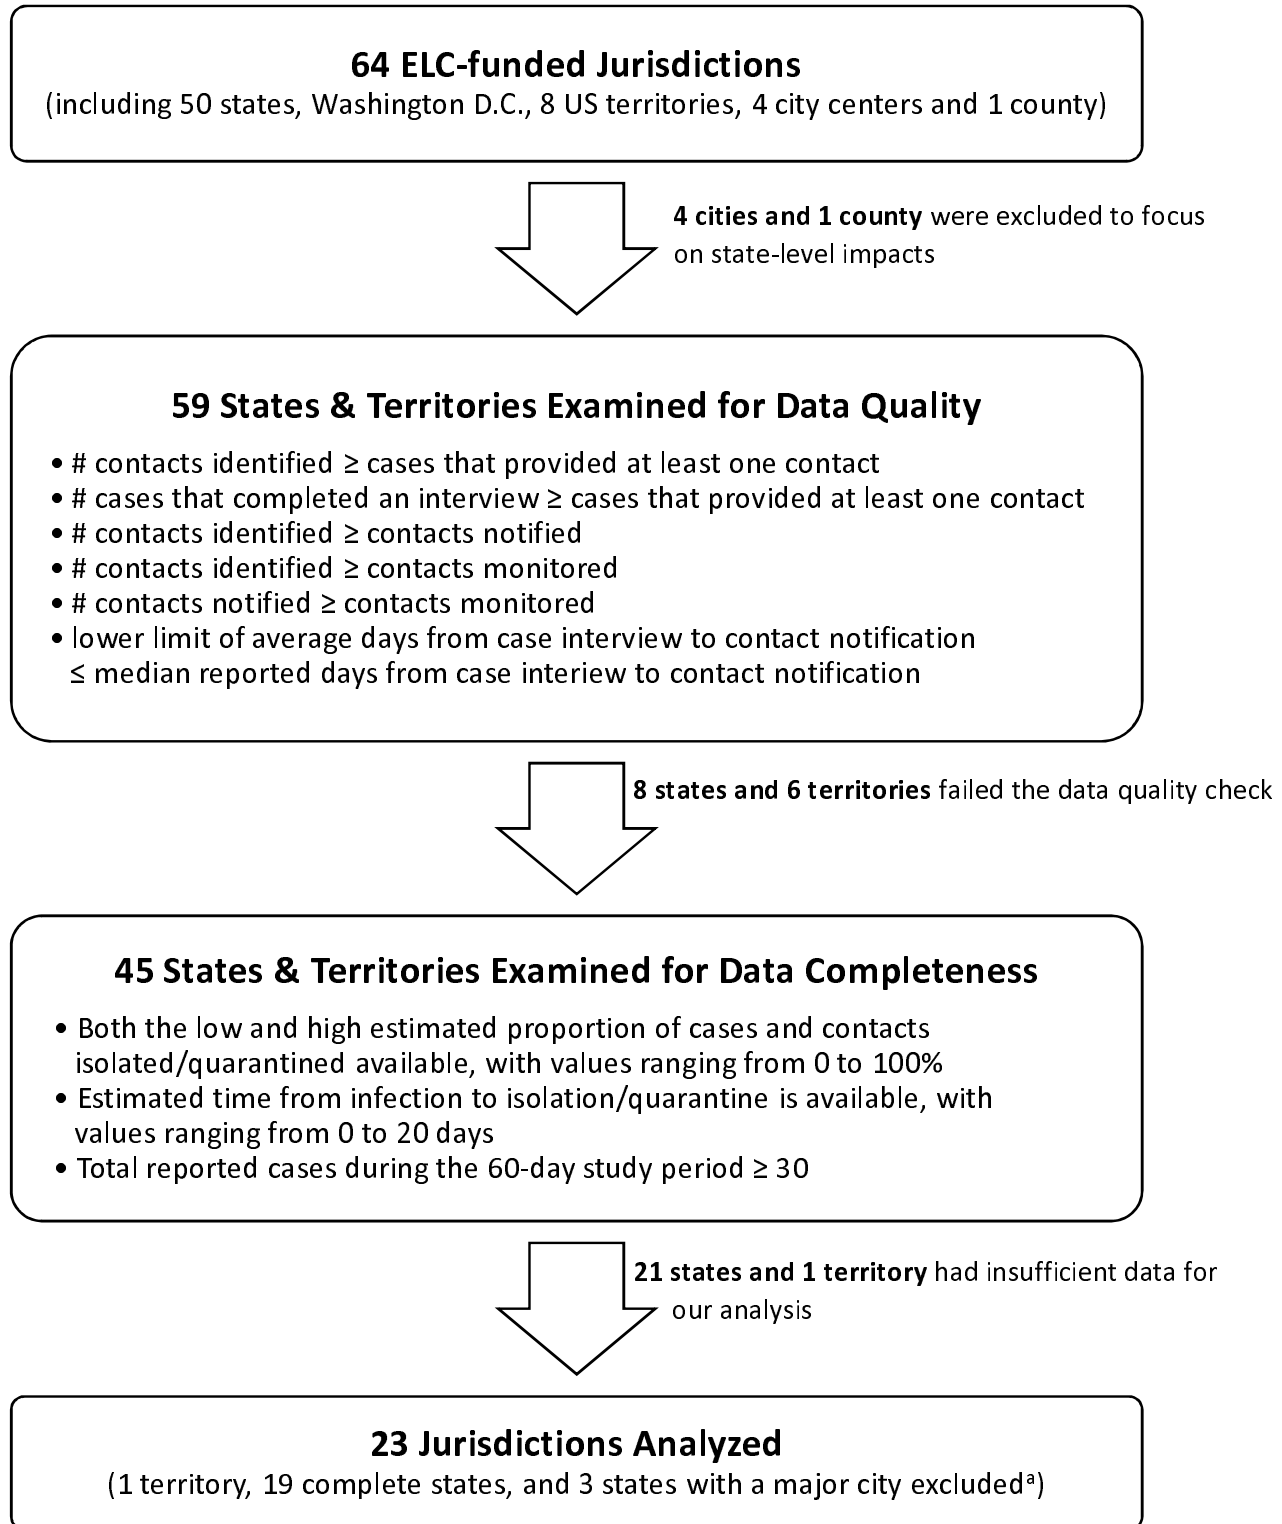 64 ELC-funded Jurisdictions
(including 50 states, Washington D.C., 8 US territories, 4 city centers and 1 county)
4 cities and 1 county were excluded to focus
on state-level impacts
59 States & Territories Examined for Data Quality
• # contacts identified ≥ cases that provided at least one contact
• # cases that completed an interview ≥ cases that provided at least one contact
• # contacts identified ≥ contacts notified
• # contacts identified ≥ contacts monitored
• # contacts notified ≥ contacts monitored
• lower limit of average days from case interview to contact notification
≤ median reported days from case interiew to contact notification
8 states and 6 territories failed the data quality check
45 States & Territories Examined for Data Completeness
• Both the low and high estimated proportion of cases and contacts
isolated/quarantined available, with values ranging from 0 to 100%
• Estimated time from infection to isolation/quarantine is available, with
values ranging from 0 to 20 days
• Total reported cases during the 60-day study period ≥ 30
21 states and 1 territory had insufficient data for
our analysis
23 Jurisdictions Analyzed
(1 territory, 19 complete states, and 3 states with a major city excludedᵃ)